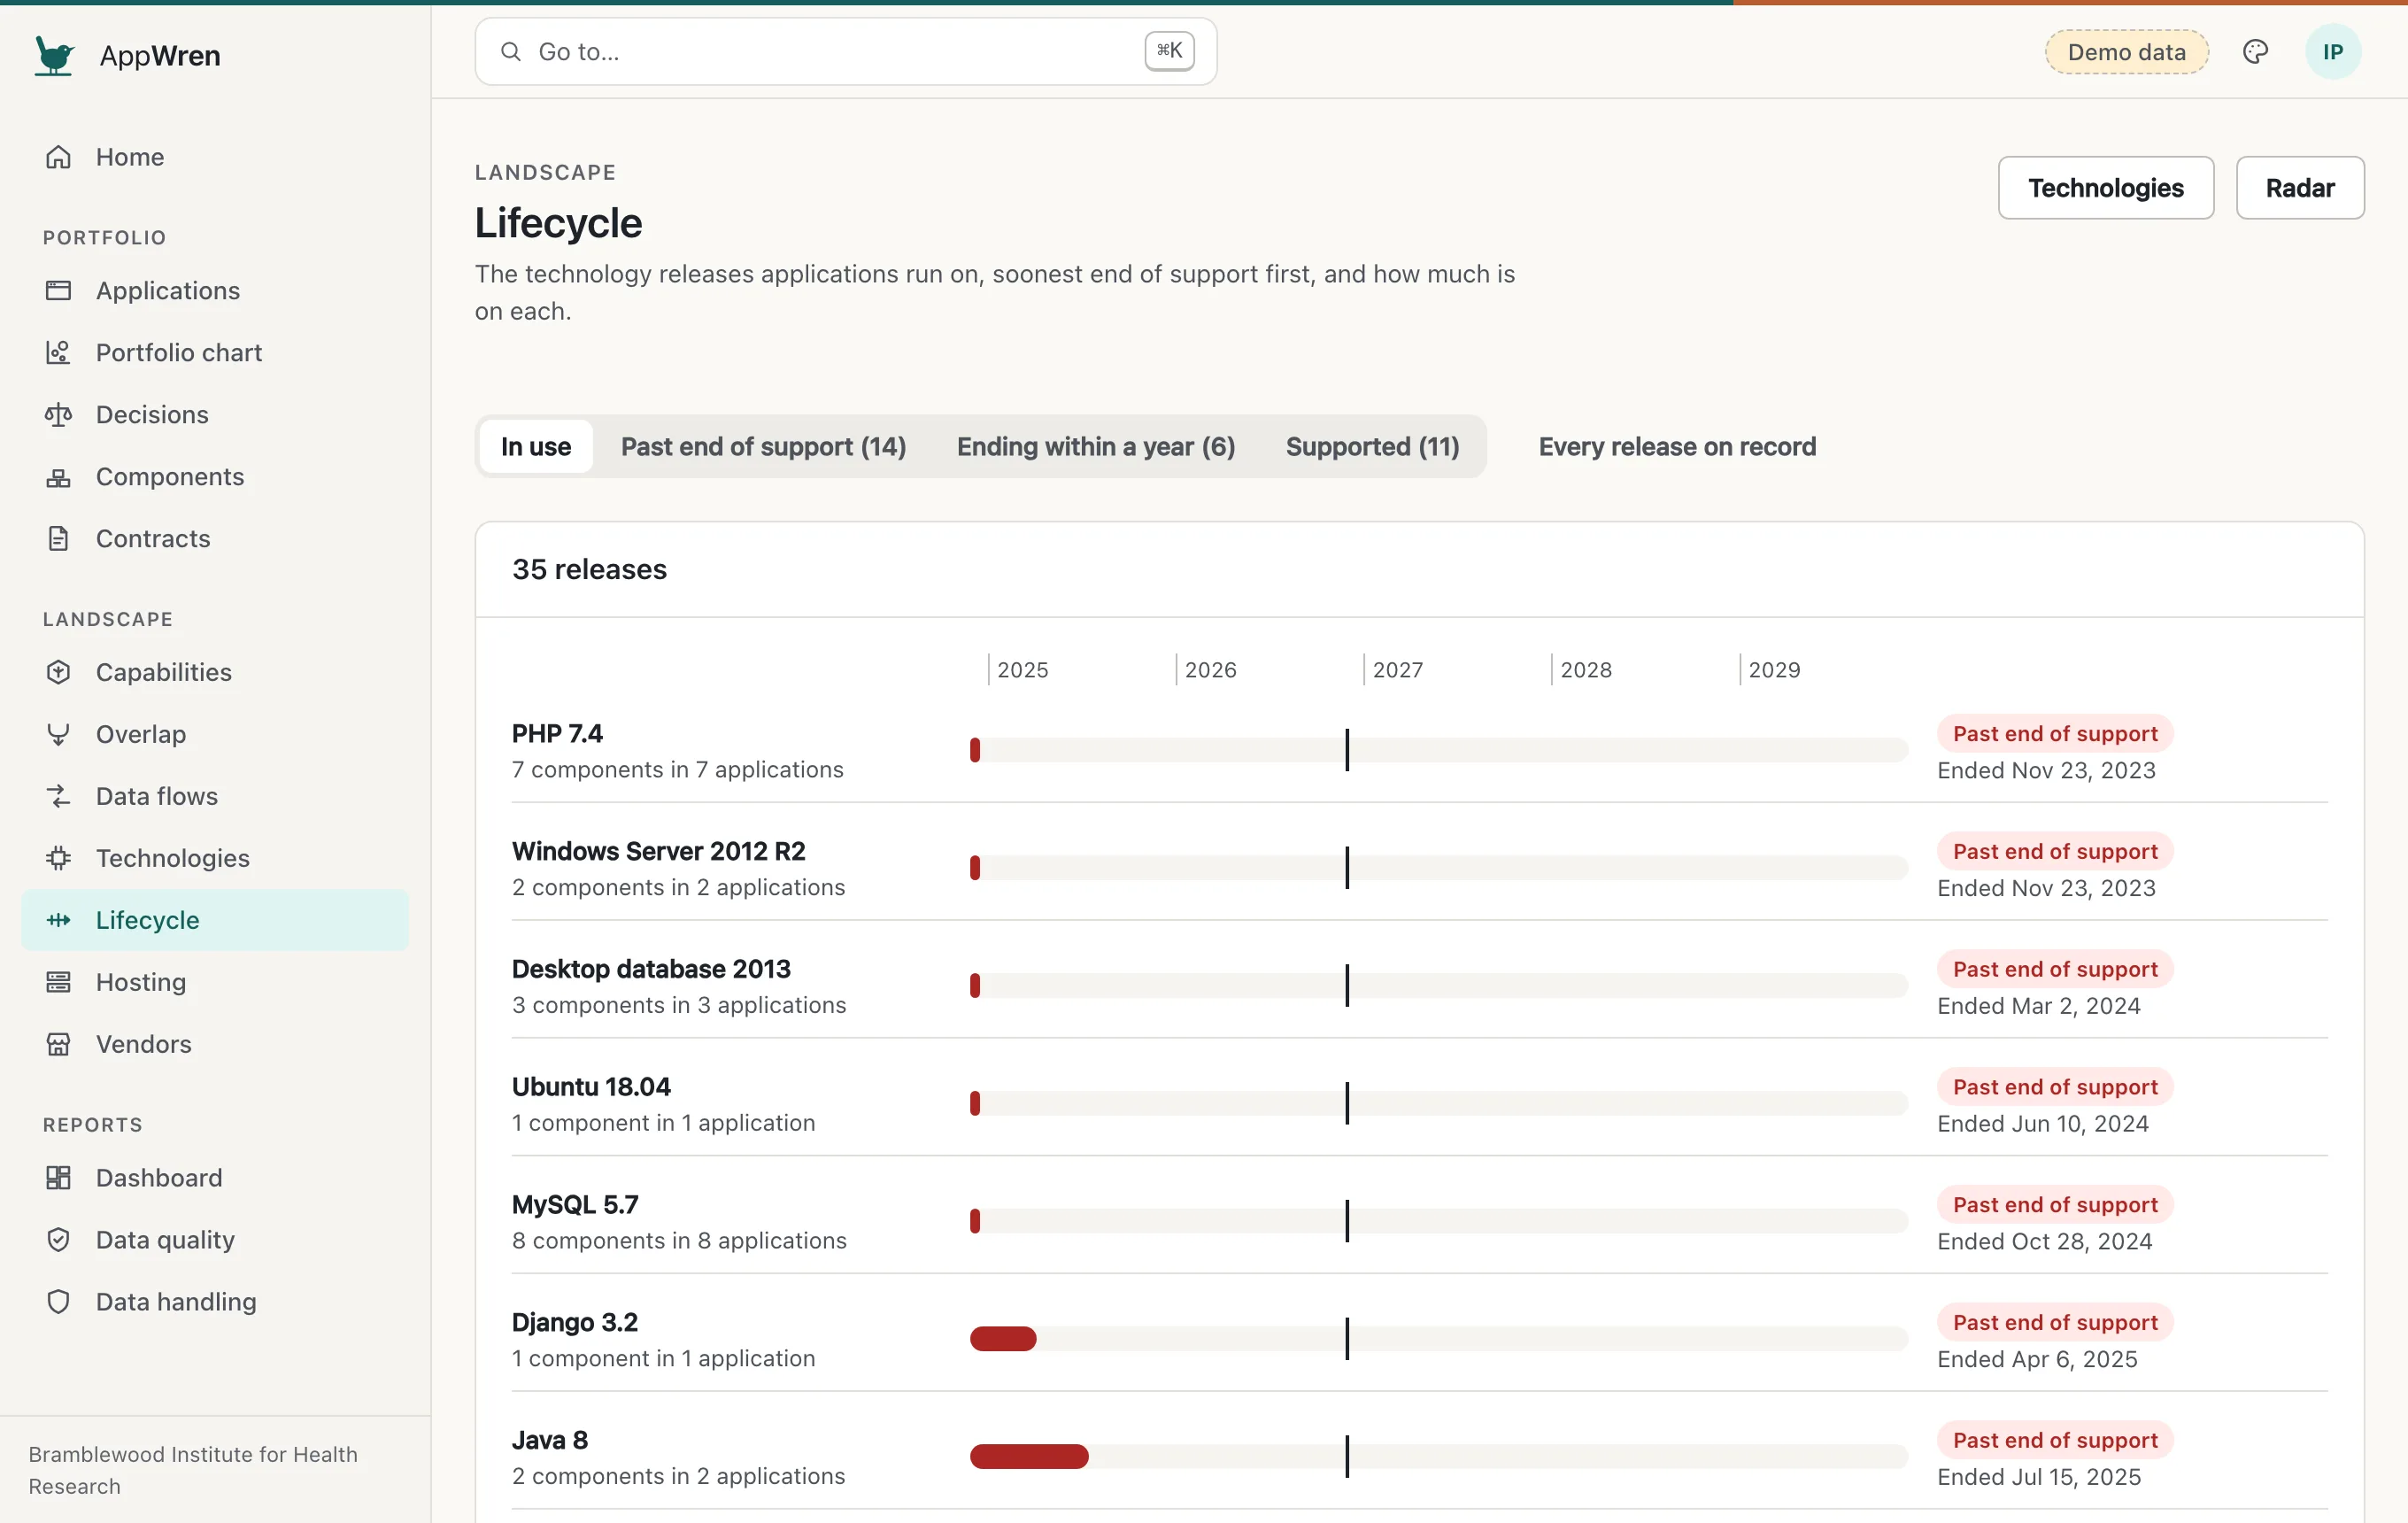 AppWren
Go to...
⌘K
Demo data
IP
Home
PORTFOLIO
Applications
Portfolio chart
Decisions
Components
Contracts
LANDSCAPE
Capabilities
Overlap
Data flows
Technologies
Lifecycle
Hosting
Vendors
REPORTS
Dashboard
Data quality
Data handling
Bramblewood Institute for Health
Research
LANDSCAPE
Lifecycle
The technology releases applications run on, soonest end of support first, and how much is
on each.
Technologies
Radar
In use
Past end of support (14)
Ending within a year (6)
Supported (11)
Every release on record
35 releases
2025 2026 2027 2028 2029
PHP 7.4
7 components in 7 applications
Past end of support
Ended Nov 23, 2023
Windows Server 2012 R2
2 components in 2 applications
Past end of support
Ended Nov 23, 2023
Desktop database 2013
3 components in 3 applications
Past end of support
Ended Mar 2, 2024
Ubuntu 18.04
1 component in 1 application
Past end of support
Ended Jun 10, 2024
MySQL 5.7
8 components in 8 applications
Past end of support
Ended Oct 28, 2024
Django 3.2
1 component in 1 application
Past end of support
Ended Apr 6, 2025
Java 8
2 components in 2 applications
Past end of support
Ended Jul 15, 2025